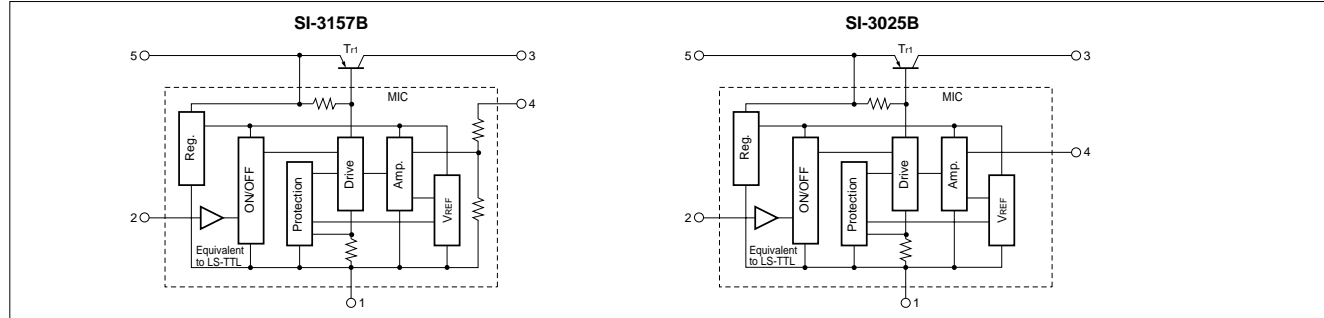 SI-3157B
5
Tr1
3
MIC
4
Reg.
ON/OFF
Protection
Drive
Amp.
VREF
2
Equivalent
to LS-TTL
1
SI-3025B
5
Tr1
3
MIC
Reg.
ON/OFF
Protection
Drive
Amp.
VREF
4
2
Equivalent
to LS-TTL
1